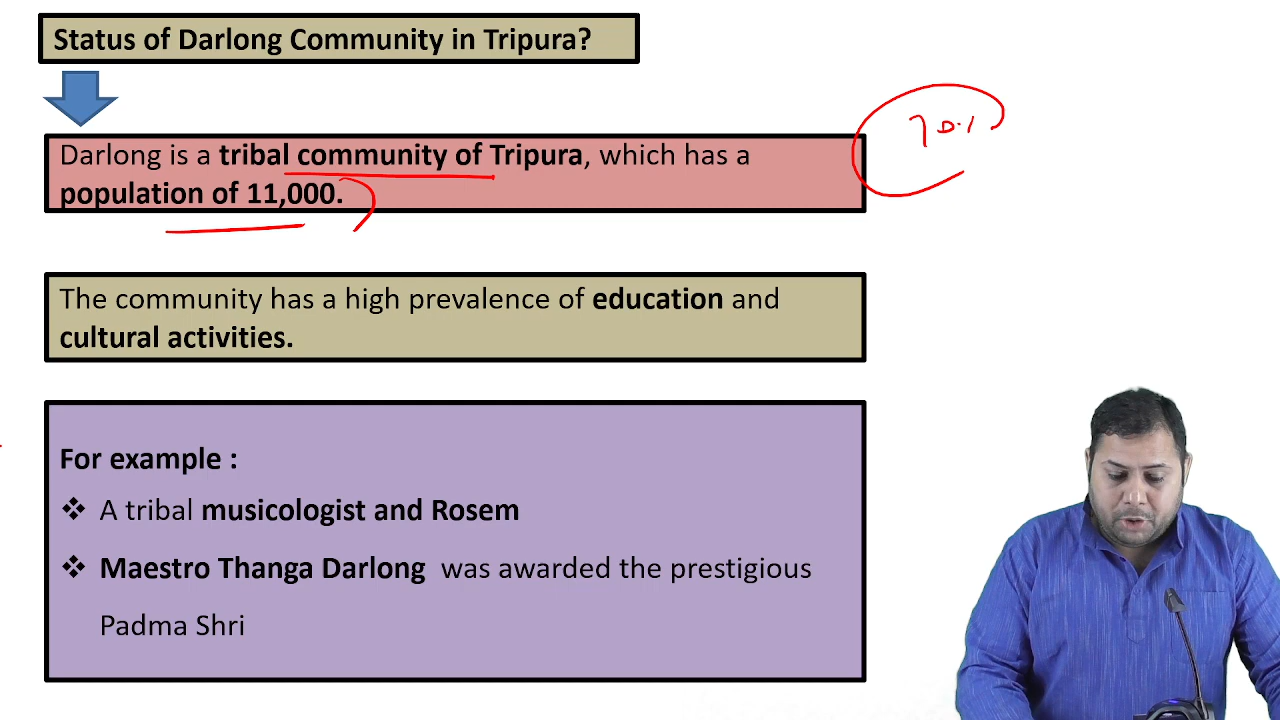 Status of Darlong Community in Tripura?
Darlong is a tribal community of Tripura, which has a
population of 11,000.
The community has a high prevalence of education and
cultural activities.
For example :
❖ A tribal musicologist and Rosem
❖ Maestro Thanga Darlong was awarded the prestigious
Padma Shri